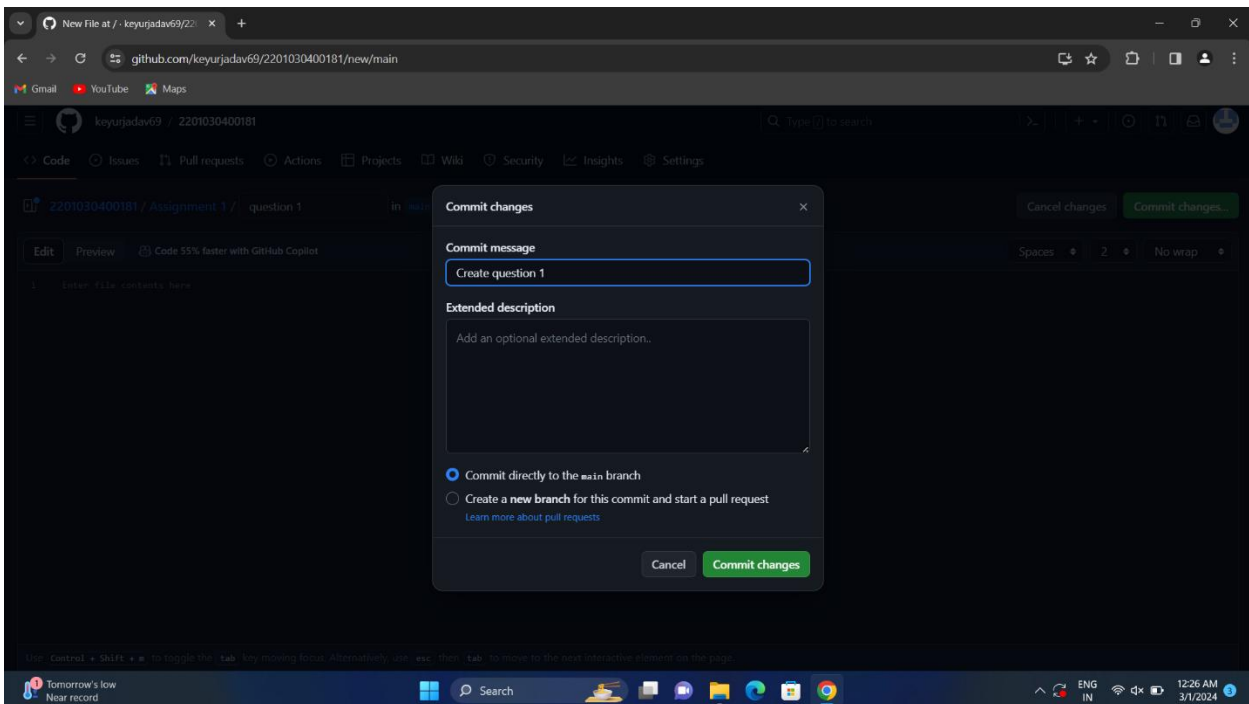 New File at / · keyurjadav69/220
github.com/keyurjadav69/2201030400181/new/main
Gmail YouTube Maps
keyurjadav69 / 2201030400181 Type / to search
Code Issues Pull requests Actions Projects Wiki Security Insights Settings
2201030400181 / Assignment 1 / question 1 in main Cancel changes Commit changes...
Edit Preview Code 55% faster with GitHub Copilot Spaces 2 No wrap
1 Enter file contents here
Commit changes
Commit message
Create question 1
Extended description
Add an optional extended description..
Commit directly to the main branch
Create a new branch for this commit and start a pull request
Learn more about pull requests
Cancel Commit changes
Use Control + Shift + m to toggle the tab key moving focus. Alternatively, use esc then tab to move to the next interactive element on the page.
1 Tomorrow's low
Near record
Search
ENG
IN
12:26 AM
3/1/2024
3